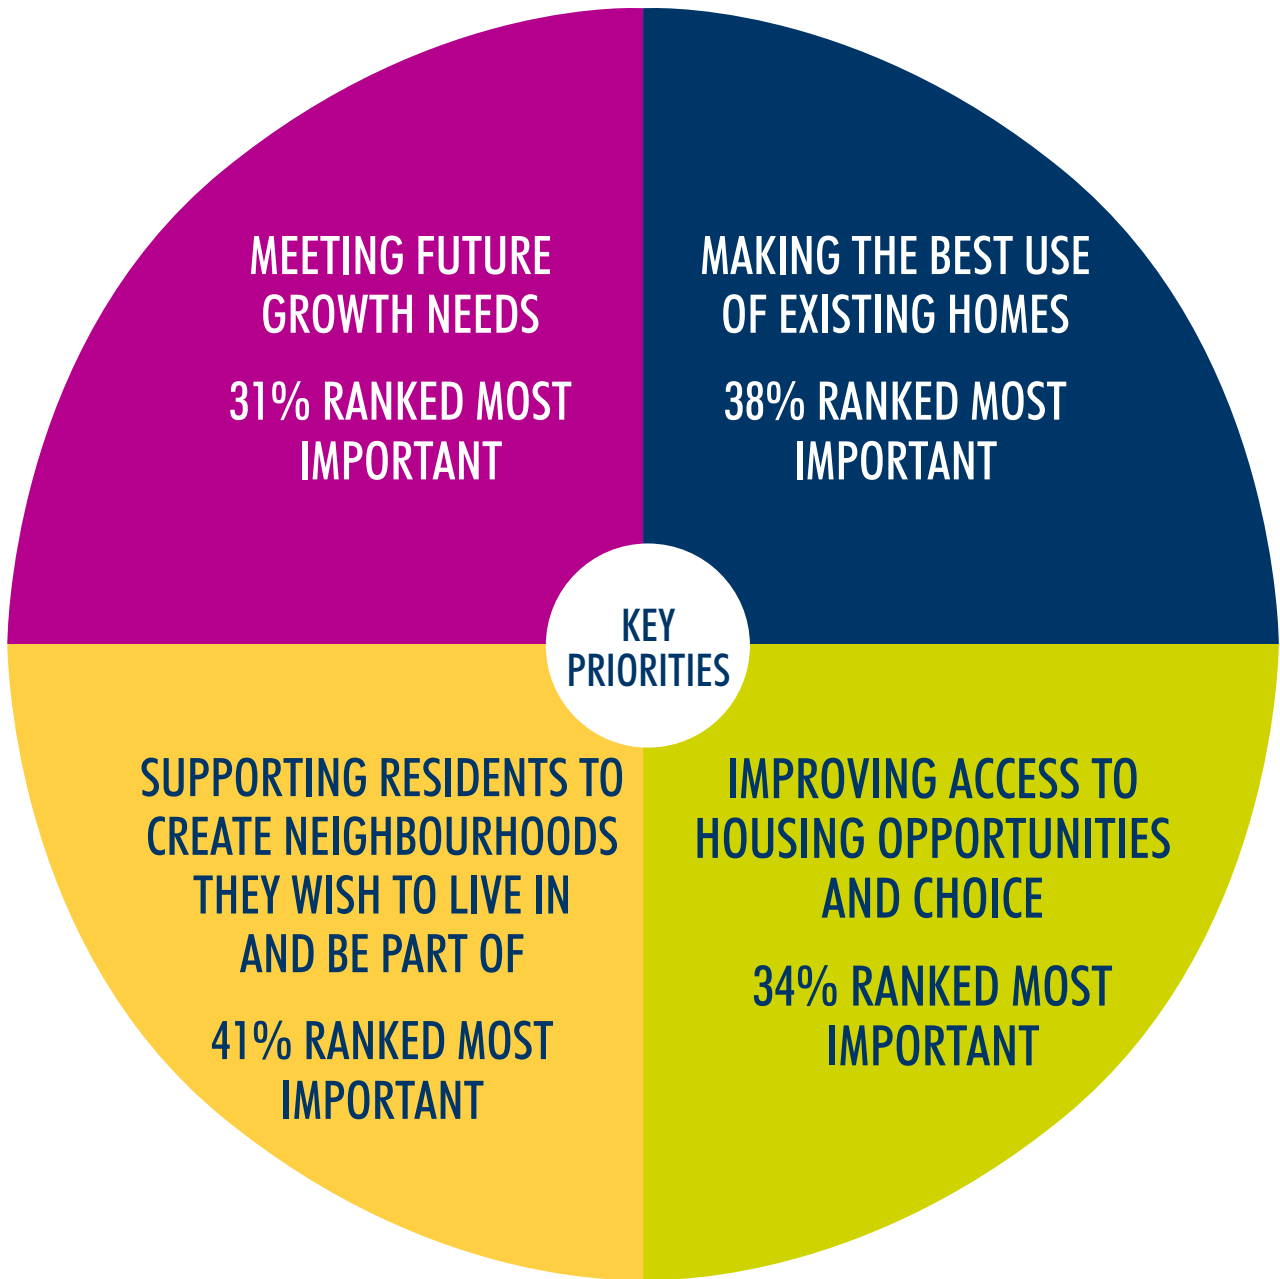 MEETING FUTURE
GROWTH NEEDS
31% RANKED MOST
IMPORTANT
MAKING THE BEST USE
OF EXISTING HOMES
38% RANKED MOST
IMPORTANT
KEY
PRIORITIES
SUPPORTING RESIDENTS TO
CREATE NEIGHBOURHOODS
THEY WISH TO LIVE IN
AND BE PART OF
41% RANKED MOST
IMPORTANT
IMPROVING ACCESS TO
HOUSING OPPORTUNITIES
AND CHOICE
34% RANKED MOST
IMPORTANT